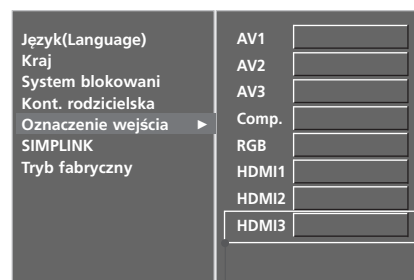 Język(Language)
Kraj
System blokowani
Kont. rodzicielska
Oznaczenie wejścia ►
SIMPLINK
Tryb fabryczny
AV1
AV2
AV3
Comp.
RGB
HDMI1
HDMI2
HDMI3